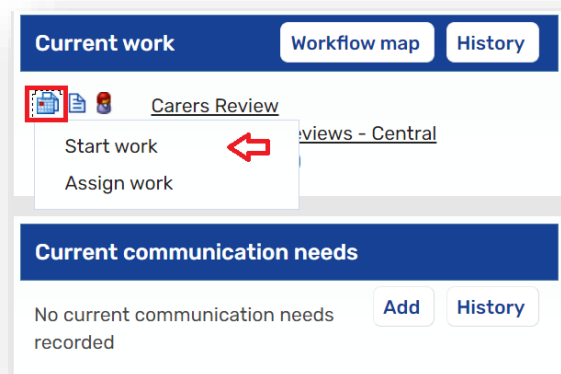 Current work Workflow map History
Carers Review
Start work
views - Central
Assign work
Current communication needs
No current communication needs Add History
recorded